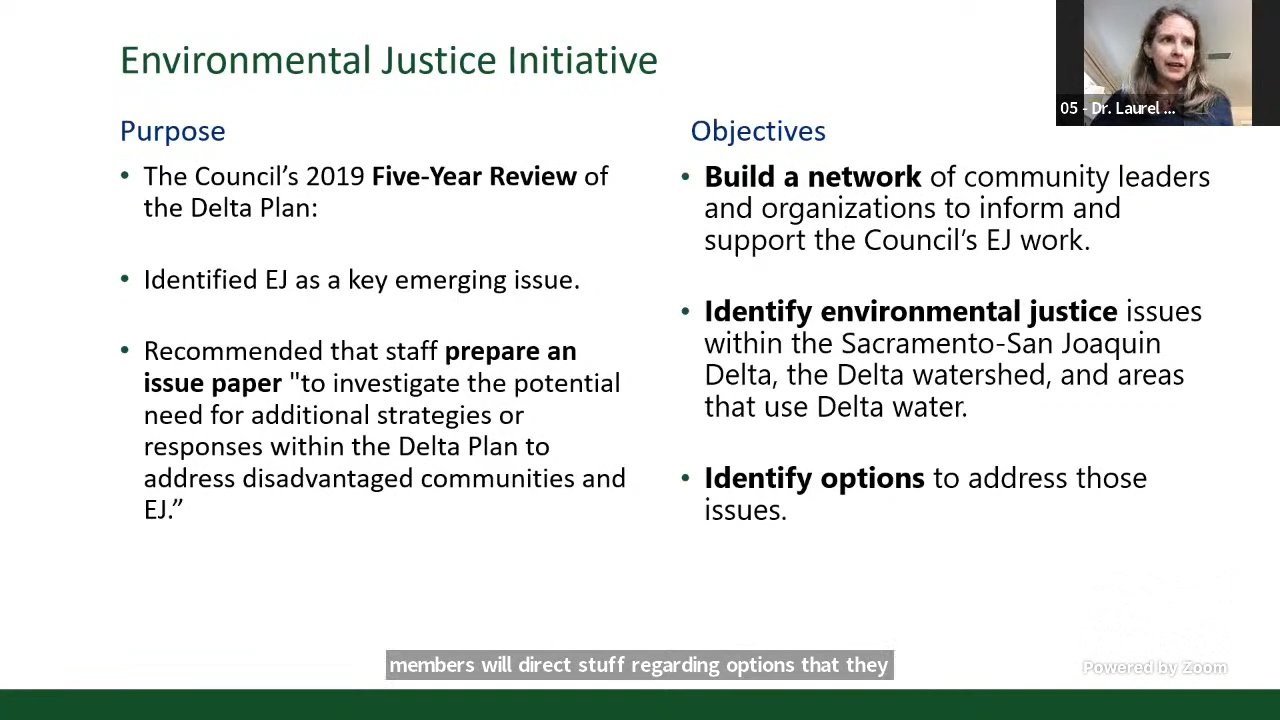 Environmental Justice Initiative
05 - Dr. Laurel ...
Purpose
• The Council’s 2019 Five-Year Review of
the Delta Plan:
• Identified EJ as a key emerging issue.
• Recommended that staff prepare an
issue paper "to investigate the potential
need for additional strategies or
responses within the Delta Plan to
address disadvantaged communities and
EJ.”
Objectives
• Build a network of community leaders
and organizations to inform and
support the Council’s EJ work.
• Identify environmental justice issues
within the Sacramento-San Joaquin
Delta, the Delta watershed, and areas
that use Delta water.
• Identify options to address those
issues.
members will direct stuff regarding options that they
Powered by Zoom